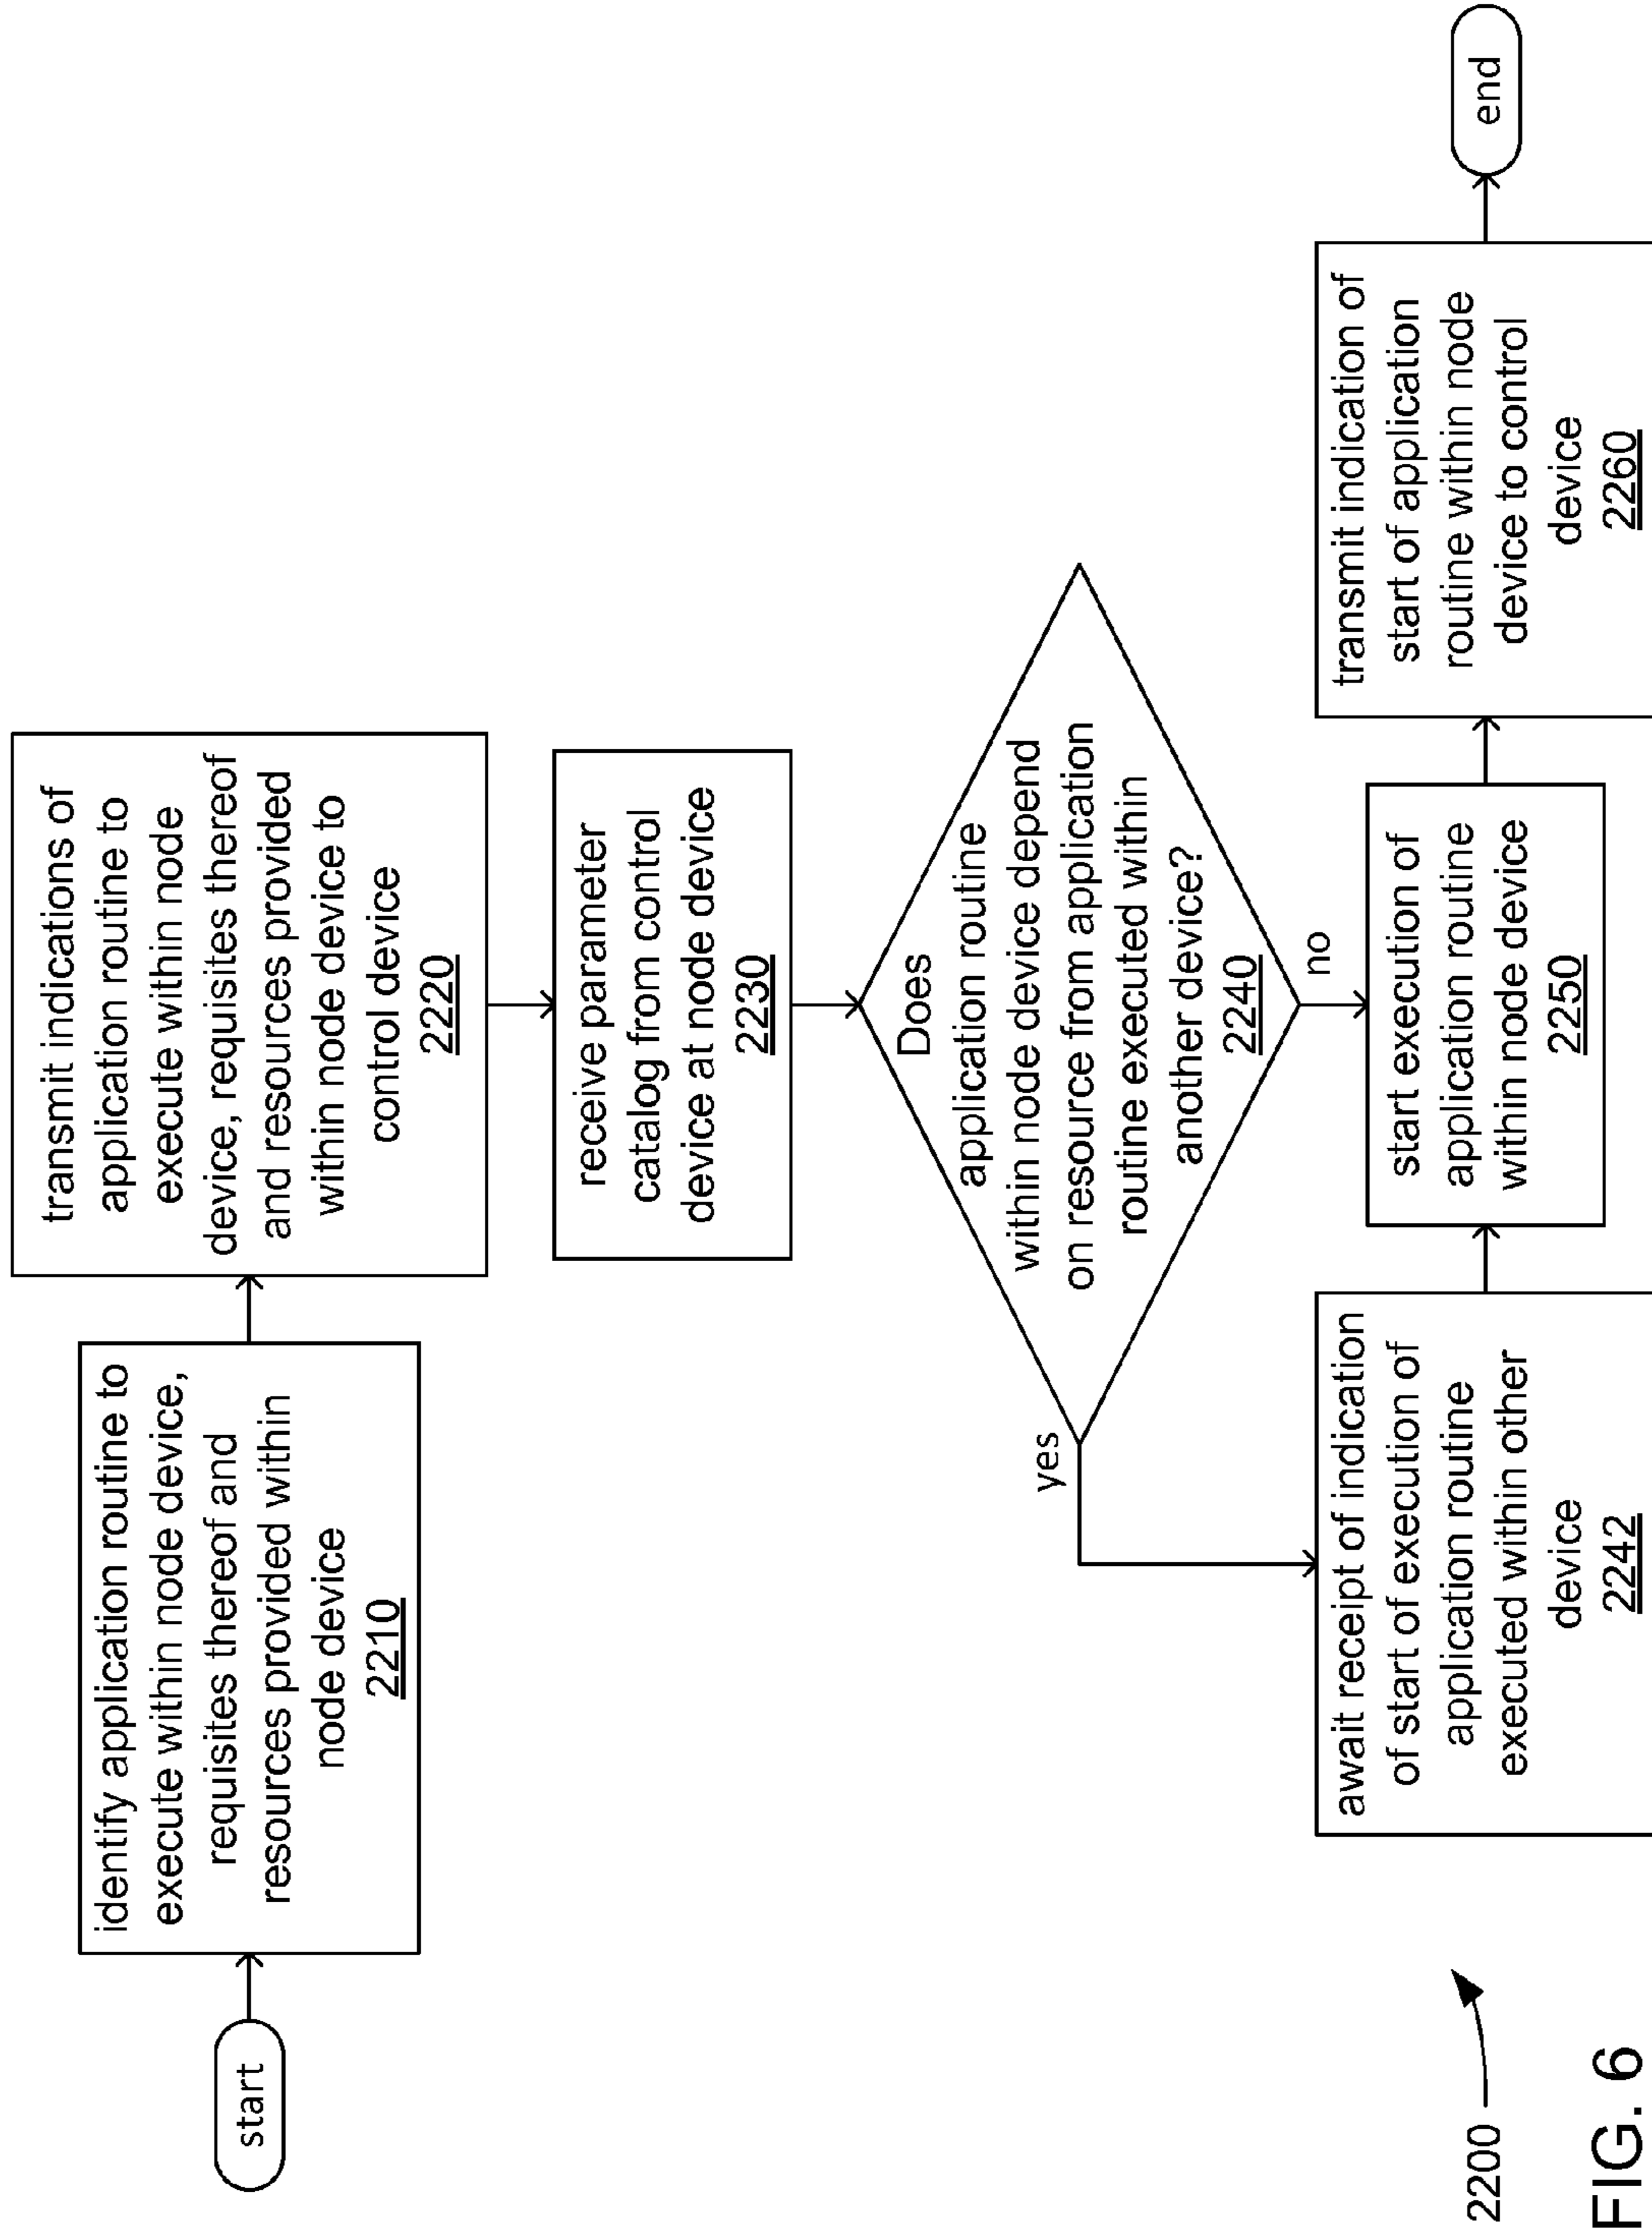 start
identify application routine to
execute within node device,
requisites thereof and
resources provided within
node device
2210
transmit indications of
application routine to
execute within node
device, requisites thereof
and resources provided
within node device to
control device
2220
receive parameter
catalog from control
device at node device
2230
Does
application routine
within node device depend
on resource from application
routine executed within
another device?
2240
yes
no
await receipt of indication
of start of execution of
application routine
executed within other
device
2242
start execution of
application routine
within node device
2250
transmit indication of
start of application
routine within node
device to control
device
2260
end
2200
FIG. 6